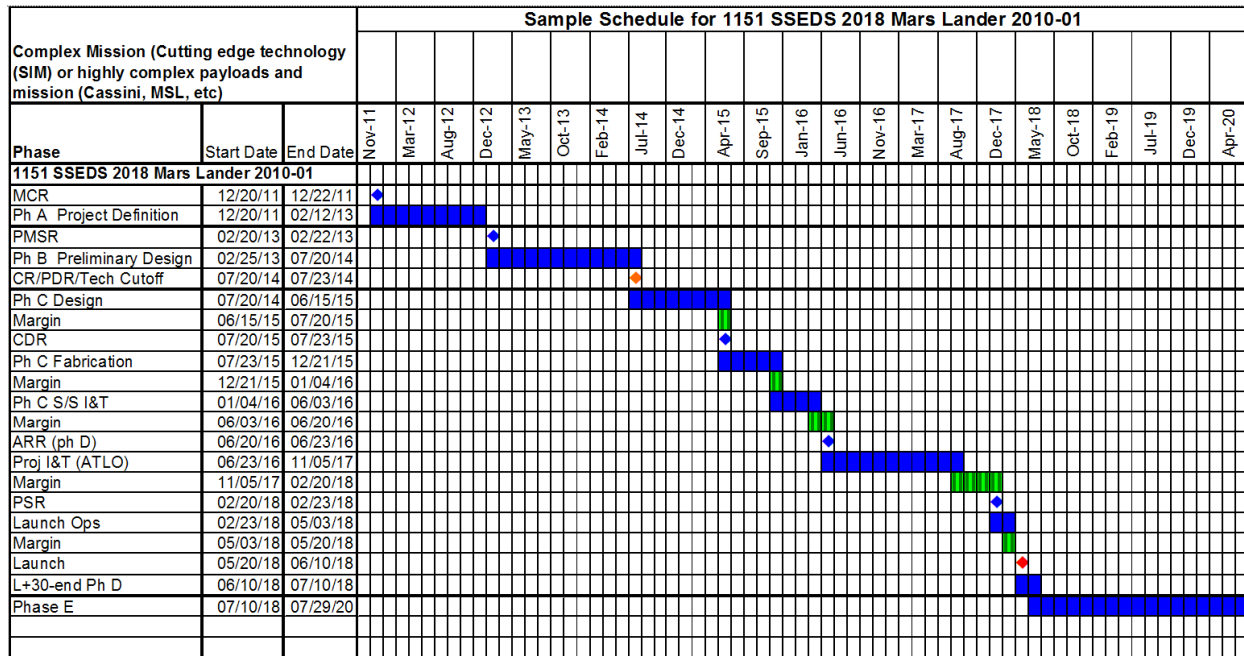 Sample Schedule for 1151 SSEDS 2018 Mars Lander 2010-01
Complex Mission (Cutting edge technology
(SIM) or highly complex payloads and
mission (Cassini, MSL, etc)
Phase Start Date End Date Nov-11 Mar-12 Aug-12 Dec-12 May-13 Oct-13 Feb-14 Jul-14 Dec-14 Apr-15 Sep-15 Jan-16 Jun-16 Nov-16 Mar-17 Aug-17 Dec-17 May-18 Oct-18 Feb-19 Jul-19 Dec-19 Apr-20
1151 SSEDS 2018 Mars Lander 2010-01
MCR 12/20/11 12/22/11
Ph A Project Definition 12/20/11 02/12/13
PMSR 02/20/13 02/22/13
Ph B Preliminary Design 02/25/13 07/20/14
CR/PDR/Tech Cutoff 07/20/14 07/23/14
Ph C Design 07/20/14 06/15/15
Margin 06/15/15 07/20/15
CDR 07/20/15 07/23/15
Ph C Fabrication 07/23/15 12/21/15
Margin 12/21/15 01/04/16
Ph C S/S I&T 01/04/16 06/03/16
Margin 06/03/16 06/20/16
ARR (ph D) 06/20/16 06/23/16
Proj I&T (ATLO) 06/23/16 11/05/17
Margin 11/05/17 02/20/18
PSR 02/20/18 02/23/18
Launch Ops 02/23/18 05/03/18
Margin 05/03/18 05/20/18
Launch 05/20/18 06/10/18
L+30-end Ph D 06/10/18 07/10/18
Phase E 07/10/18 07/29/20